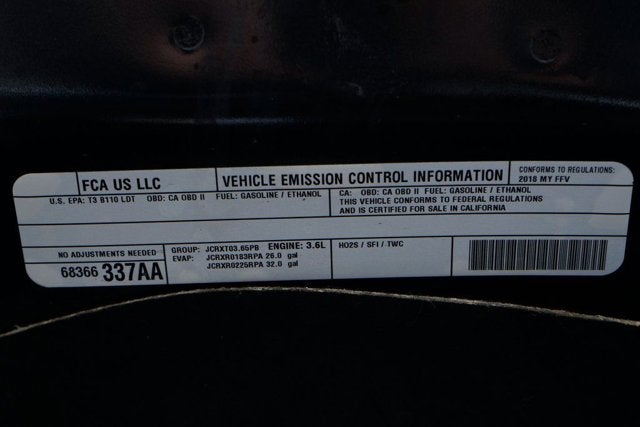 FCA US LLC
VEHICLE EMISSION CONTROL INFORMATION
CONFORMS TO REGULATIONS:
2018 MY FFV
U.S. EPA: T3 B110 LDT OBD: CA OBD II FUEL: GASOLINE / ETHANOL
CA: OBD: CA OBD II FUEL: GASOLINE / ETHANOL
THIS VEHICLE CONFORMS TO FEDERAL REGULATIONS
AND IS CERTIFIED FOR SALE IN CALIFORNIA
NO ADJUSTMENTS NEEDED
68366 337AA
GROUP: JCRXT03.65PB ENGINE: 3.6L
EVAP: JCRXR0183RPA 26.0 gal
JCRXR0225RPA 32.0 gal
HO2S / SFI / TWC